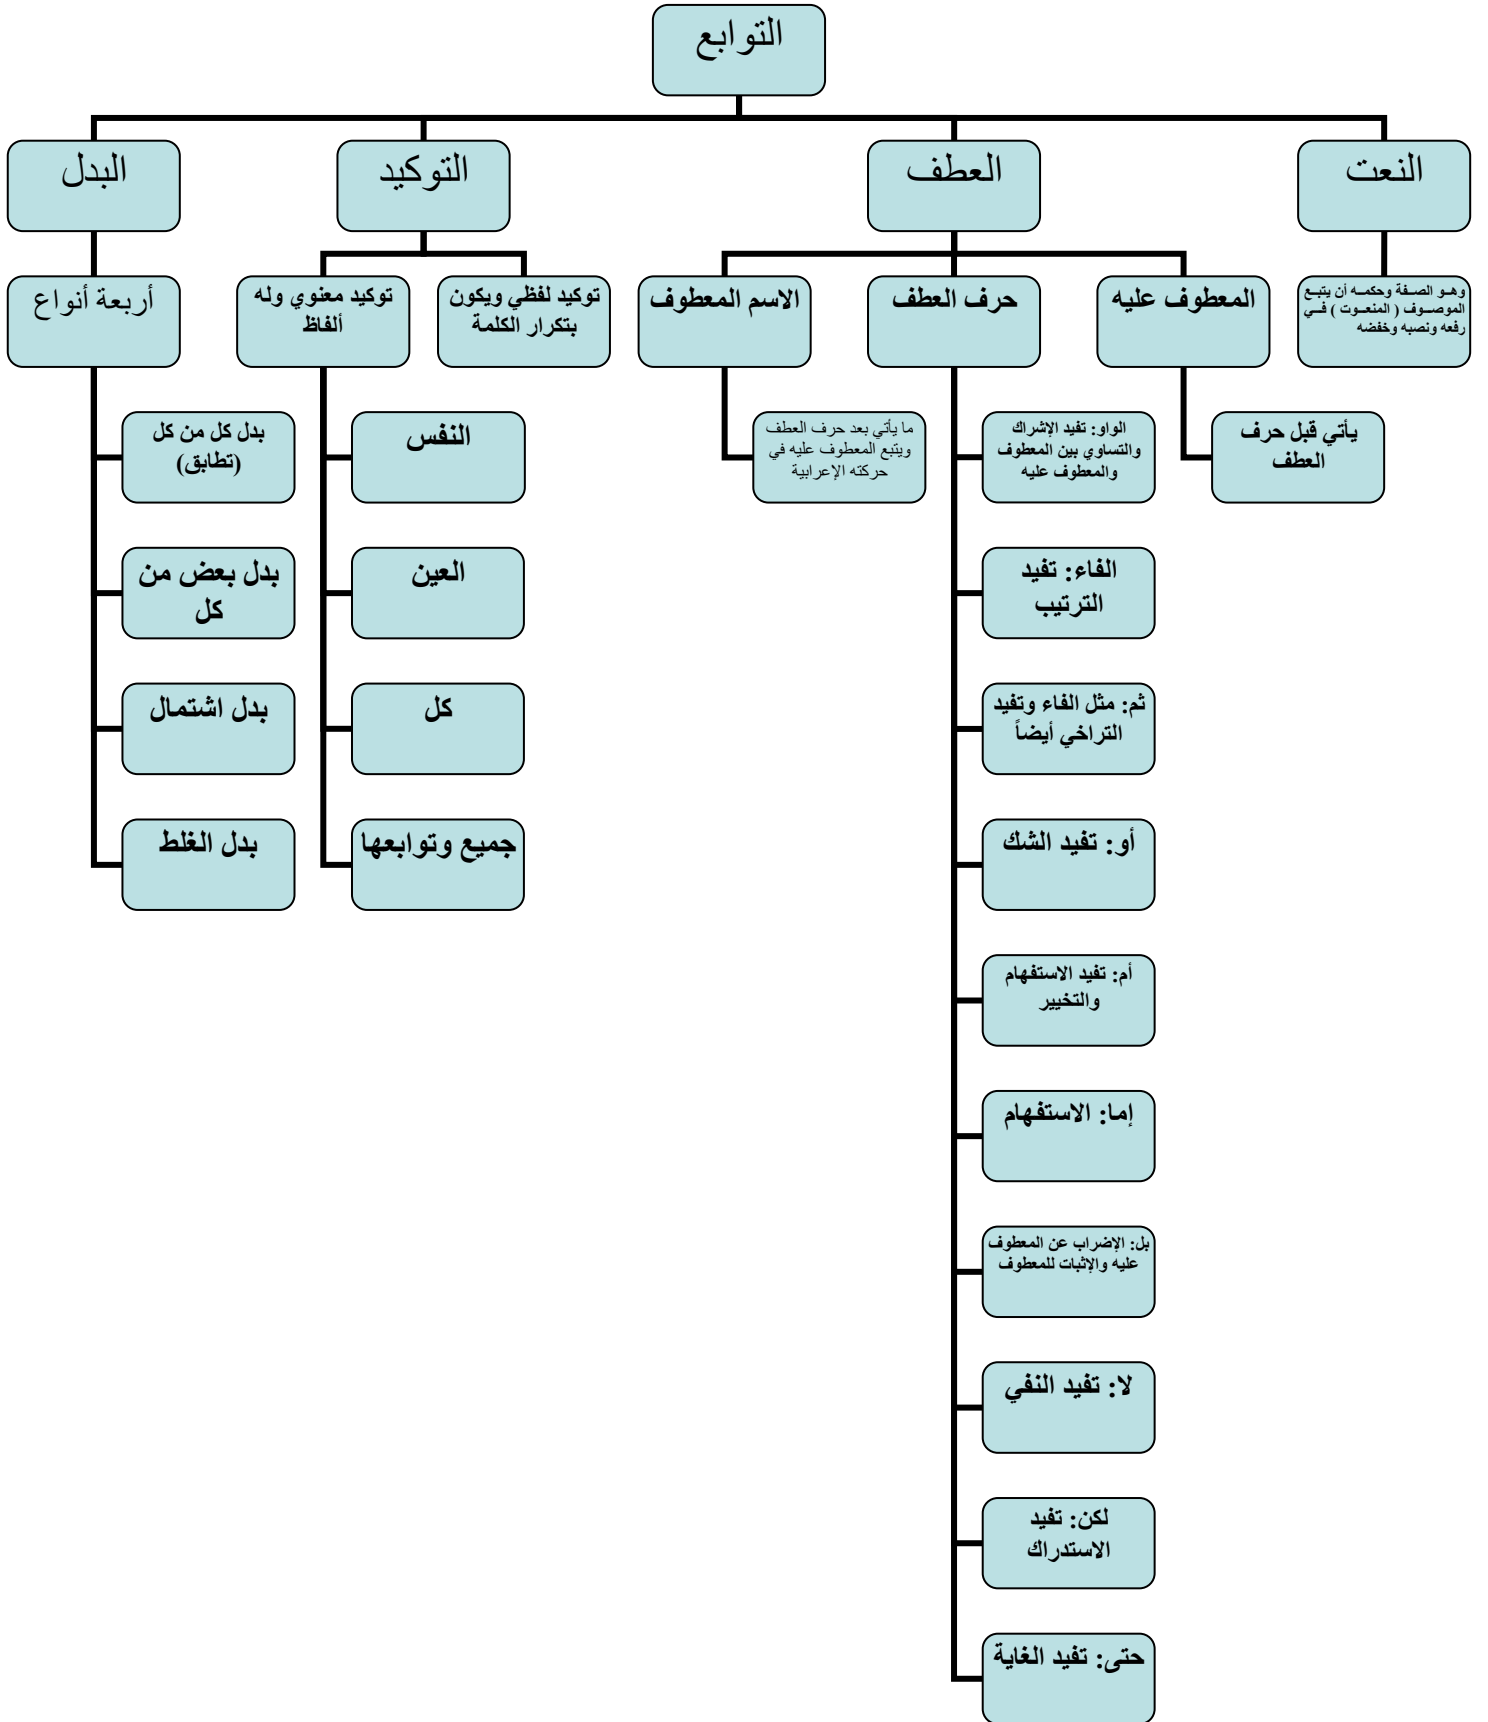 التوابع
النعت
العطف
التوكيد
البدل
وهو الصفة وحكمه أن يتبع
الموصوف ( المنعوت ) في
رفعه ونصبه وخفضه
المعطوف عليه
حرف العطف
الاسم المعطوف
توكيد لفظي ويكون
بتكرار الكلمة
توكيد معنوي وله
ألفاظ
أربعة أنواع
يأتي قبل حرف
العطف
الواو: تفيد الإشراك
والتساوي بين المعطوف
والمعطوف عليه
ما يأتي بعد حرف العطف
ويتبع المعطوف عليه في
حركته الإعرابية
النفس
بدل كل من كل
(تطابق)
الفاء: تفيد
الترتيب
العين
بدل بعض من
كل
ثم: مثل الفاء وتفيد
التراخي أيضاً
كل
بدل اشتمال
أو: تفيد الشك
جميع وتوابعها
بدل الغلط
أم: تفيد الاستفهام
والتخيير
إما: الاستفهام
بل: الإضراب عن المعطوف
عليه والإثبات للمعطوف
لا: تفيد النفي
لكن: تفيد
الاستدراك
حتى: تفيد الغاية